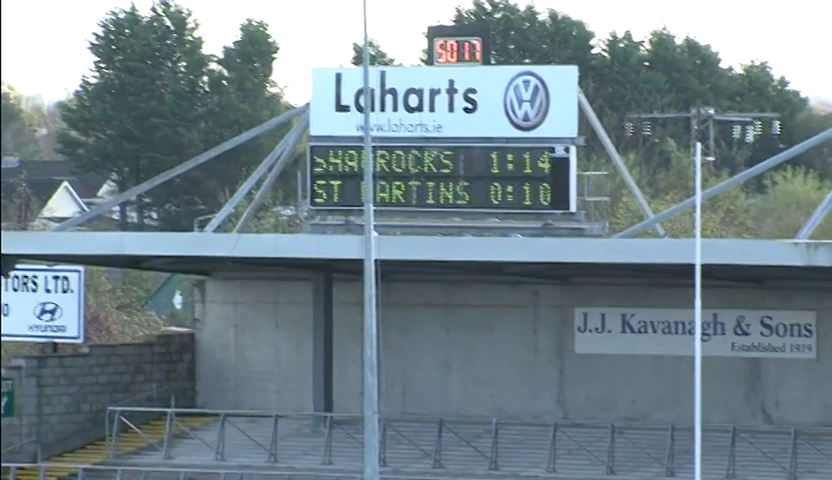 50 17
Laharts
www.laharts.ie
SHAMROCKS 1:14
ST MARTINS 0:10
TORS LTD.
0
HYUNDAI
J.J. Kavanagh & Sons
Established 1919